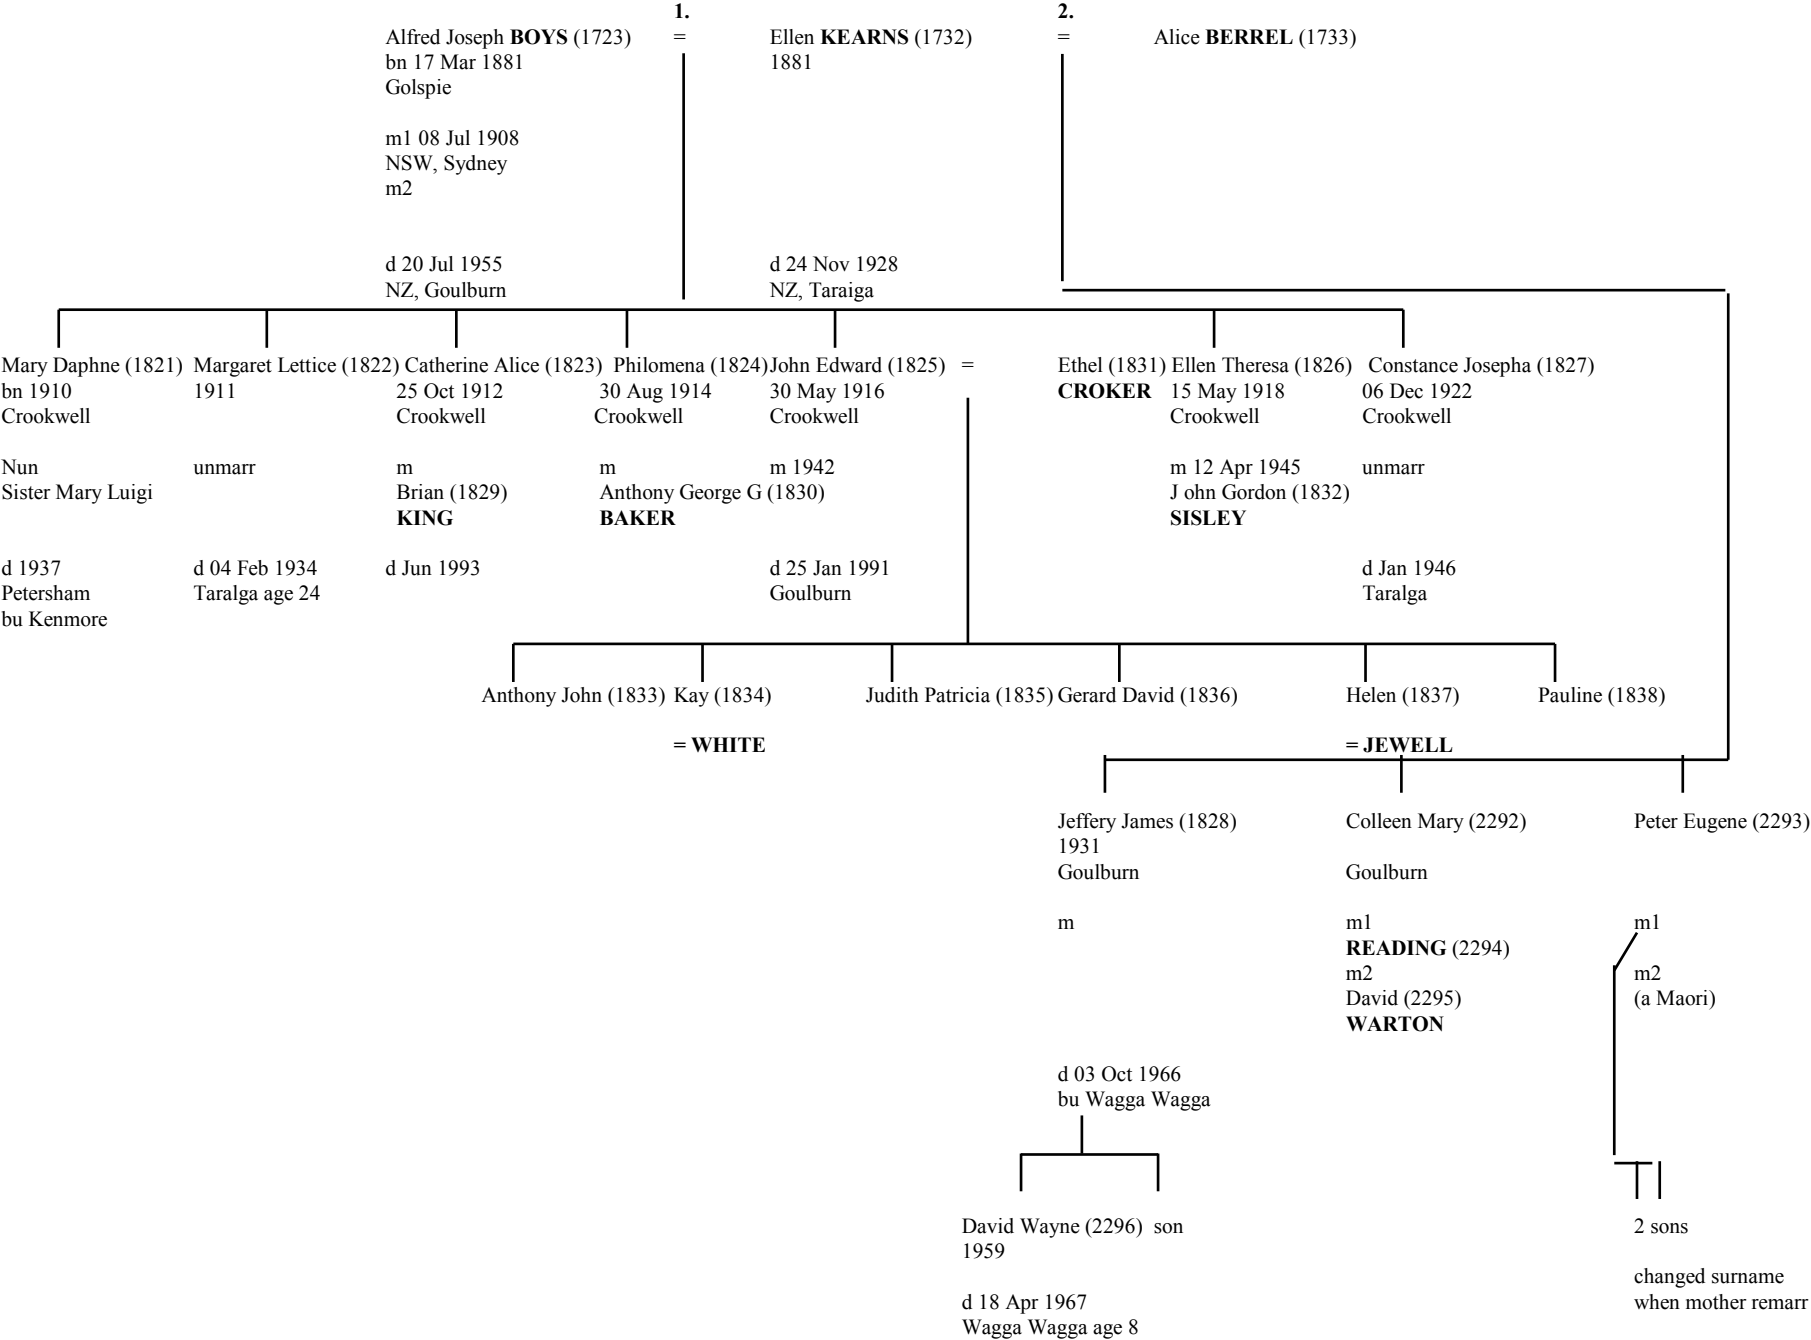 1. 2.
Alfred Joseph BOYS (1723) = Ellen KEARNS (1732) = Alice BERREL (1733)
bn 17 Mar 1881 1881
Golspie
m1 08 Jul 1908
NSW, Sydney
m2
d 20 Jul 1955 d 24 Nov 1928
NZ, Goulburn NZ, Taraiga
Mary Daphne (1821) Margaret Lettice (1822) Catherine Alice (1823) Philomena (1824) John Edward (1825) = Ethel (1831) Ellen Theresa (1826) Constance Josepha (1827)
bn 1910 1911 25 Oct 1912 30 Aug 1914 30 May 1916 CROKER 15 May 1918 06 Dec 1922
Crookwell Crookwell Crookwell Crookwell Crookwell Crookwell
Nun unmarr m m m 1942 m 12 Apr 1945 unmarr
Sister Mary Luigi Brian (1829) Anthony George G (1830) J ohn Gordon (1832)
KING BAKER SISLEY
d 1937 d 04 Feb 1934 d Jun 1993 d 25 Jan 1991 d Jan 1946
Petersham Taralga age 24 Goulburn Taralga
bu Kenmore
Anthony John (1833) Kay (1834) Judith Patricia (1835) Gerard David (1836) Helen (1837) Pauline (1838)
= WHITE = JEWELL
Jeffery James (1828) Colleen Mary (2292) Peter Eugene (2293)
1931
Goulburn Goulburn
m m1 m1
READING (2294)
m2 m2
David (2295) (a Maori)
WARTON
d 03 Oct 1966
bu Wagga Wagga
David Wayne (2296) son 2 sons
1959
changed surname
d 18 Apr 1967 when mother remarr
Wagga Wagga age 8